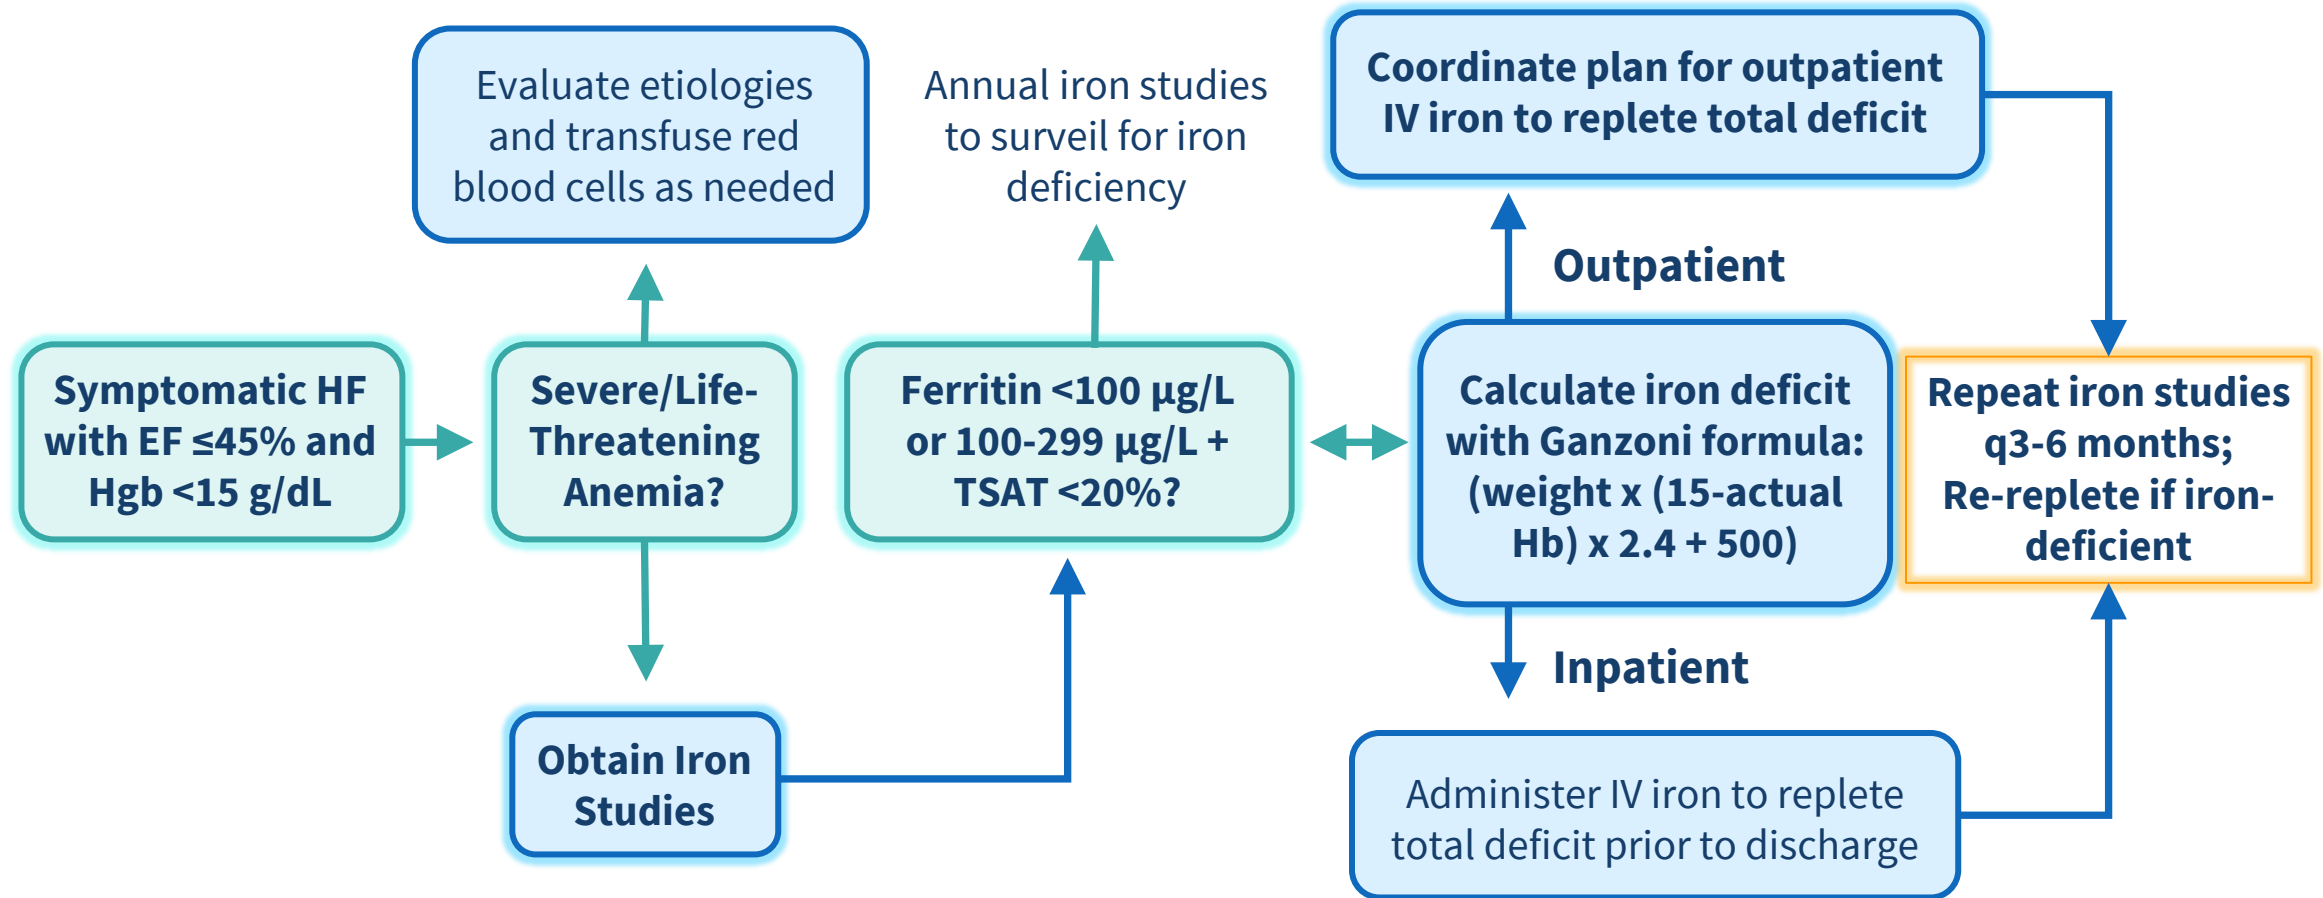 Symptomatic HF
with EF ≤45% and
Hgb <15 g/dL
Evaluate etiologies
and transfuse red
blood cells as needed
Severe/Life-
Threatening
Anemia?
Obtain Iron
Studies
Annual iron studies
to surveil for iron
deficiency
Ferritin <100 µg/L
or 100-299 µg/L +
TSAT <20%?
Coordinate plan for outpatient
IV iron to replete total deficit
Outpatient
Calculate iron deficit
with Ganzoni formula:
(weight x (15-actual
Hb) x 2.4 + 500)
Inpatient
Administer IV iron to replete
total deficit prior to discharge
Repeat iron studies
q3-6 months;
Re-replete if iron-
deficient